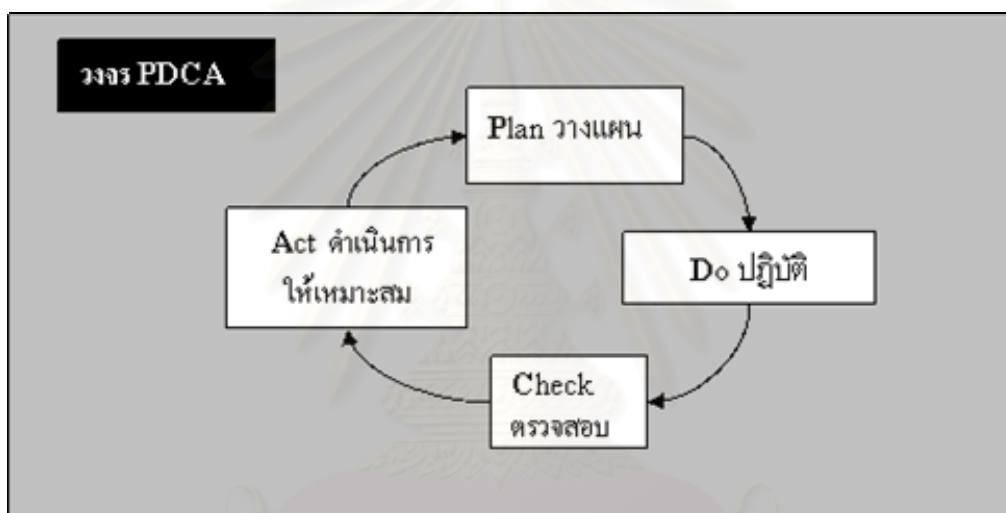 วงจร PDCA
Plan วางแผน
Do ปฏิบัติ
Check
ตรวจสอบ
Act ดำเนินการ
ให้เหมาะสม